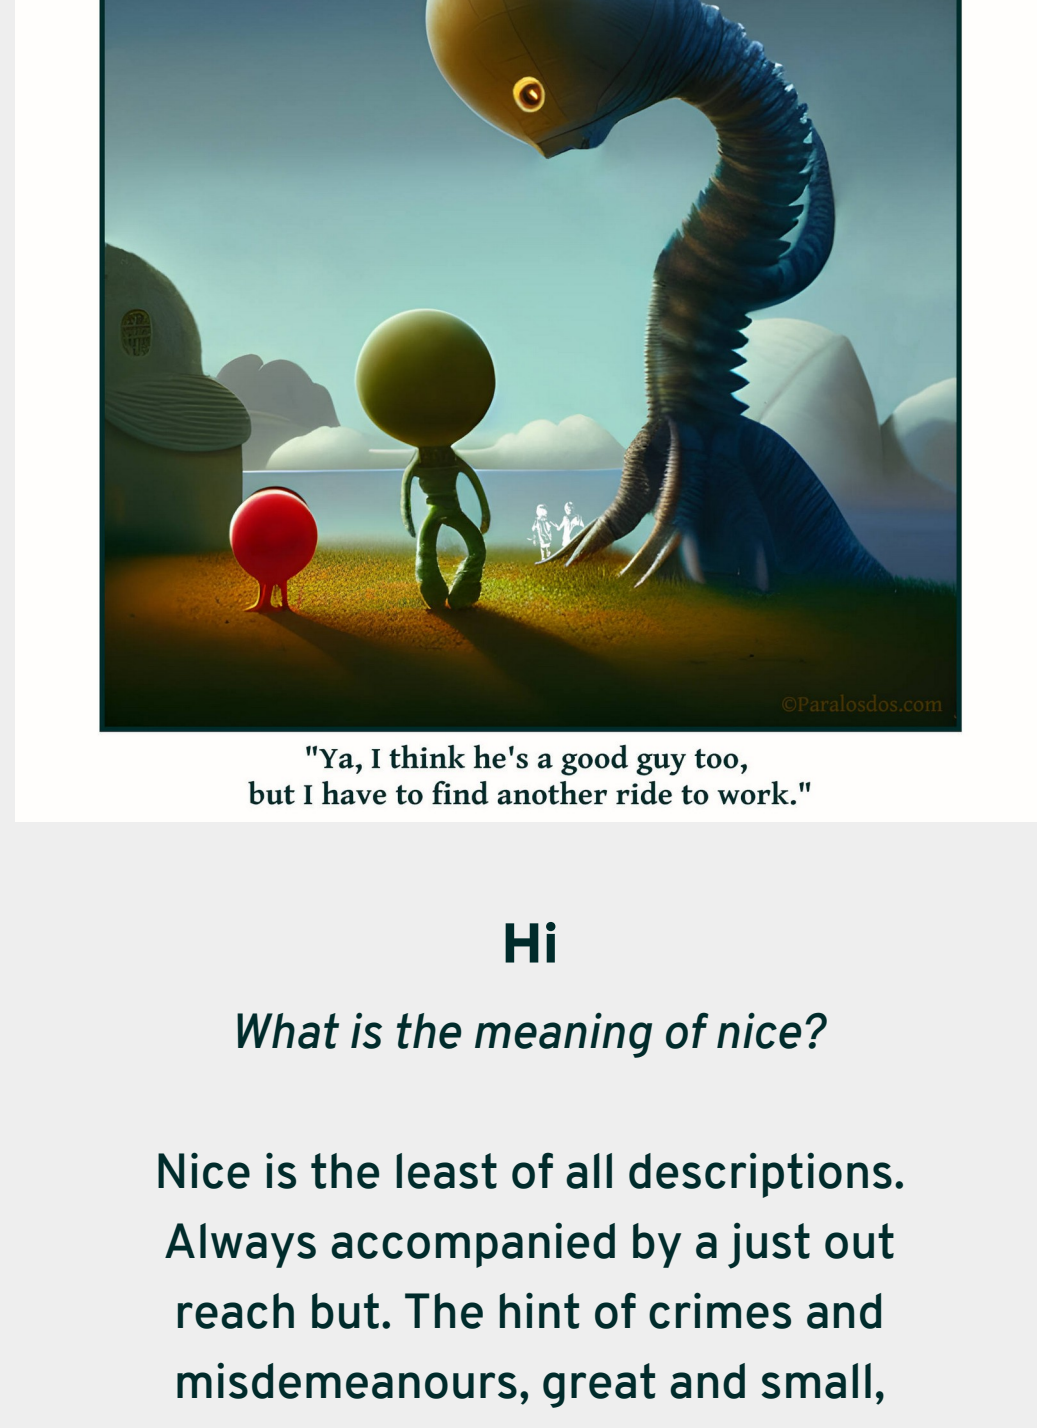 ©Paralosdos.com
"Ya, I think he's a good guy too,
but I have to find another ride to work."
Hi
What is the meaning of nice?
Nice is the least of all descriptions.
Always accompanied by a just out
reach but. The hint of crimes and
misdemeanours, great and small,